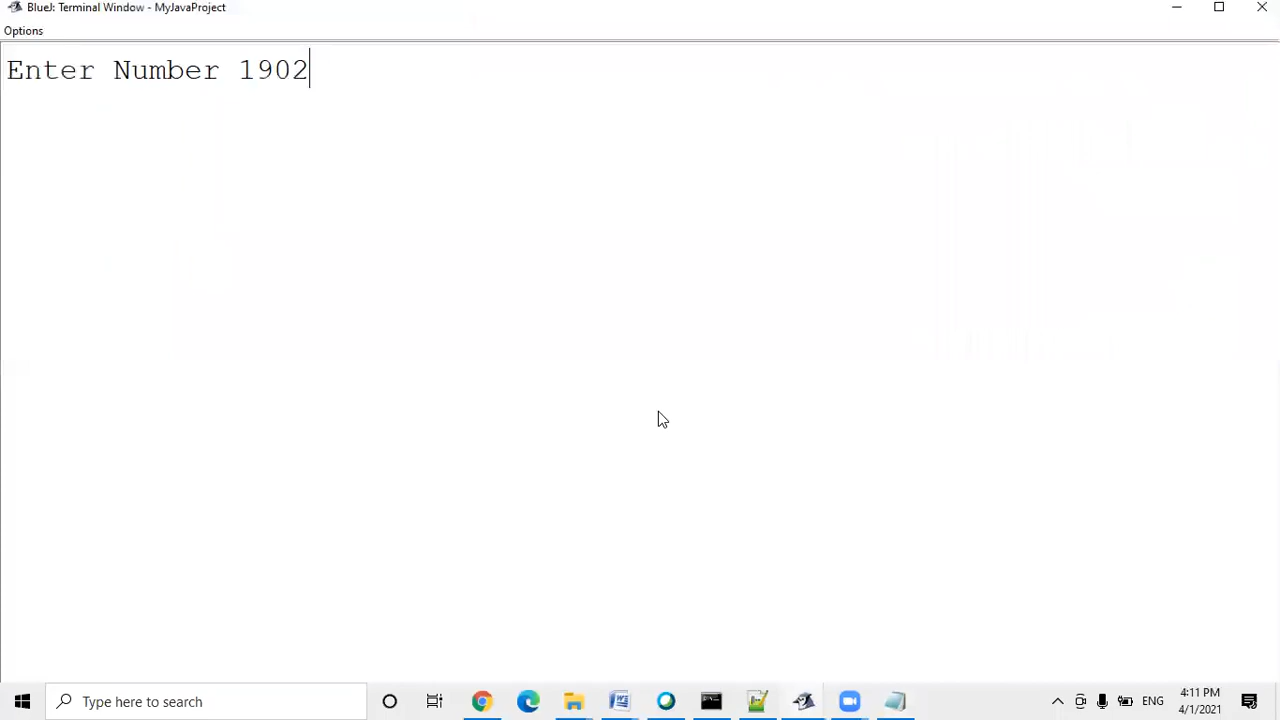 BlueJ: Terminal Window - MyJavaProject
Options
Enter Number 1902
Type here to search
ENG
4:11 PM
4/1/2021